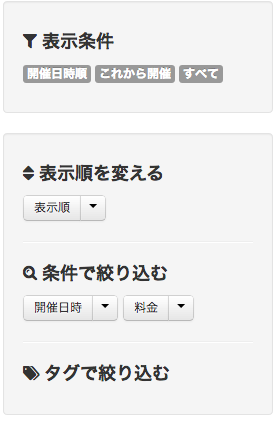 表示条件
開催日時順 これから開催 すべて
表示順を変える
表示順
条件で絞り込む
開催日時 料金
タグで絞り込む